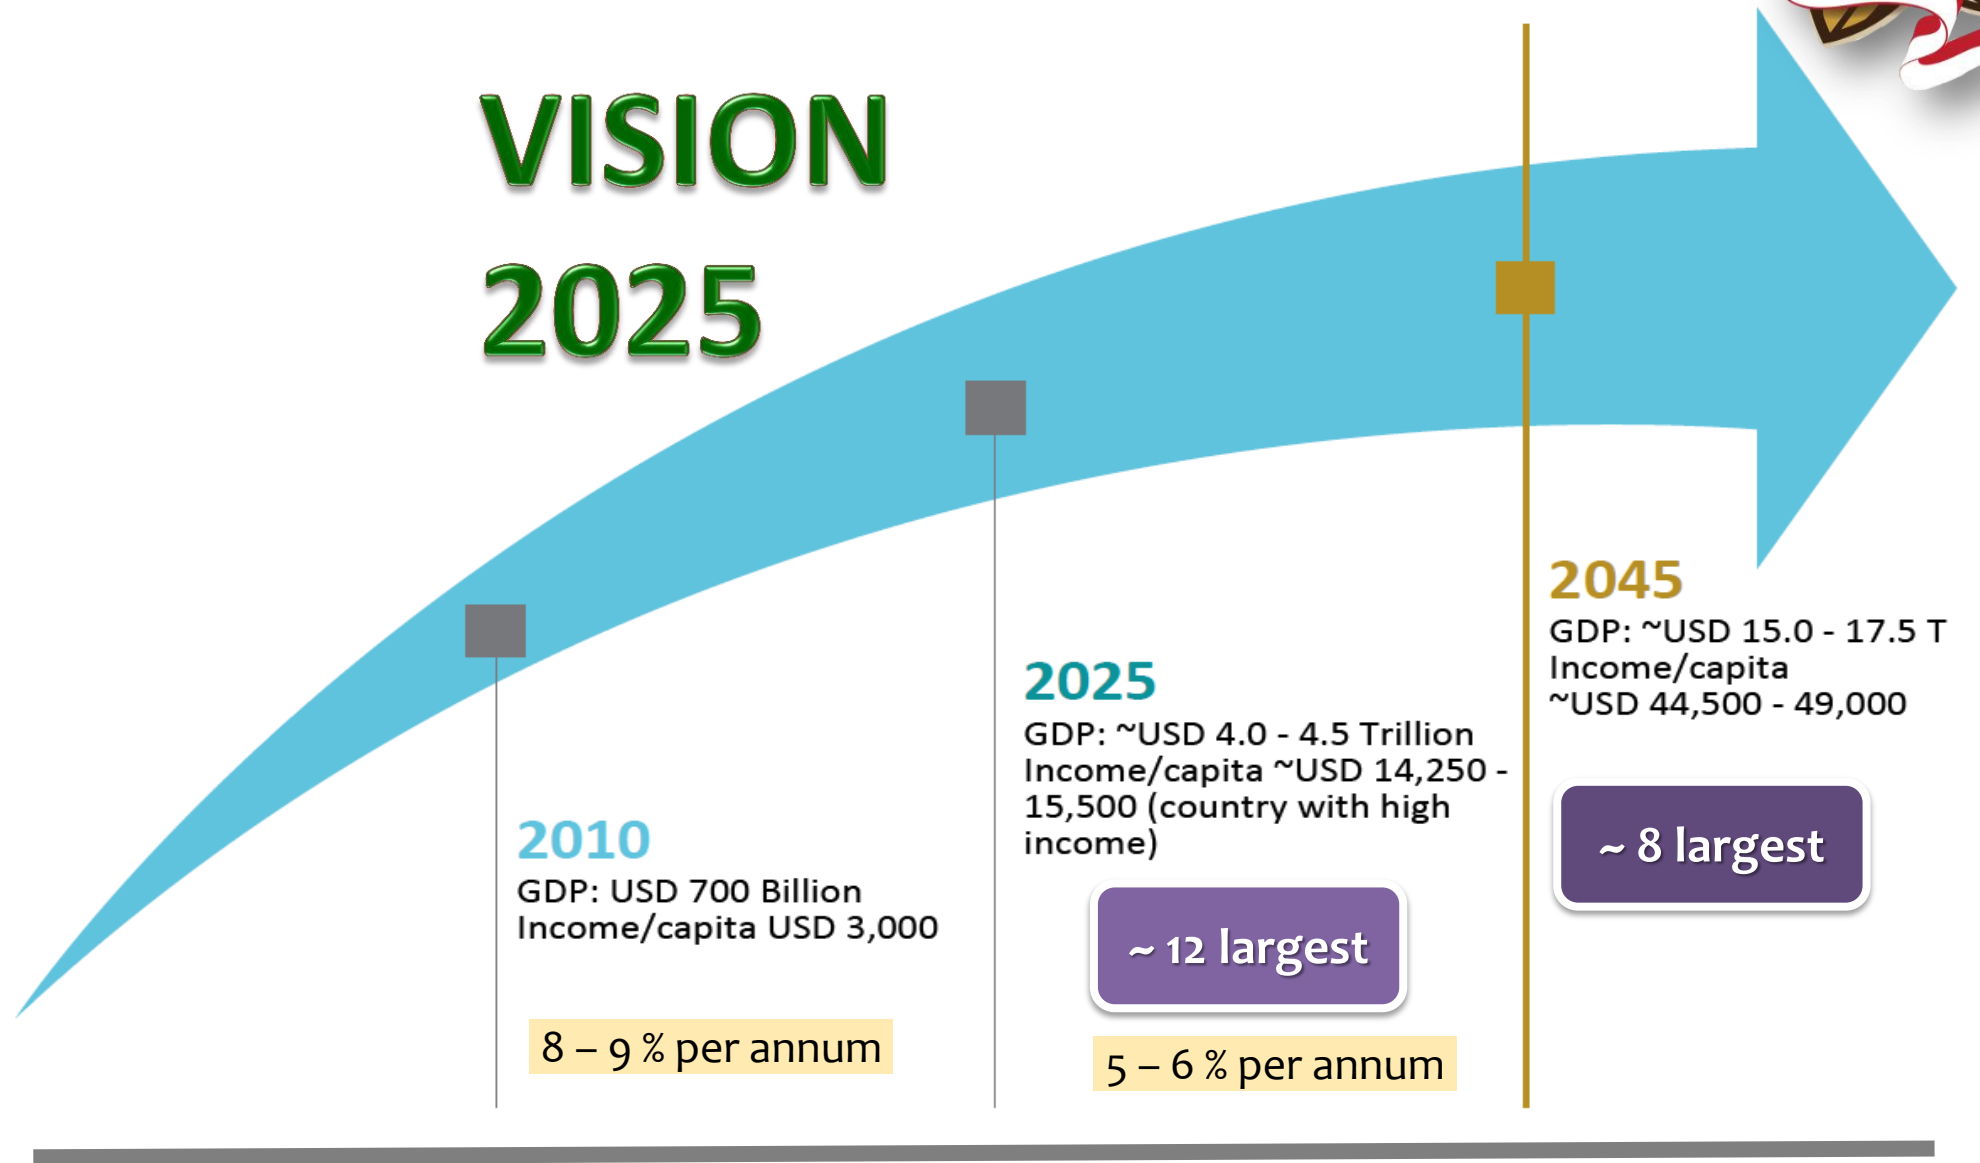 VISION
2025
2010
GDP: USD 700 Billion
Income/capita USD 3,000
8 – 9 % per annum
2025
GDP: ~USD 4.0 - 4.5 Trillion
Income/capita ~USD 14,250 -
15,500 (country with high
income)
~ 12 largest
5 – 6 % per annum
2045
GDP: ~USD 15.0 - 17.5 T
Income/capita
~USD 44,500 - 49,000
~ 8 largest